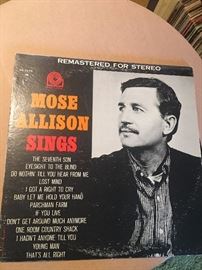 REMASTERED FOR STEREO
MOSE
ALLISON
SINGS
THE SEVENTH SON
EYESIGHT TO THE BLIND
DO NOTHIN' TILL YOU HEAR FROM ME
LOST MIND
I GOT A RIGHT TO CRY
BABY LET ME HOLD YOUR HAND
PARCHMAN FARM
IF YOU LIVE
DON'T GET AROUND MUCH ANYMORE
ONE ROOM COUNTRY SHACK
I HADN'T ANYONE TILL YOU
YOUNG MAN
THAT'S ALL RIGHT